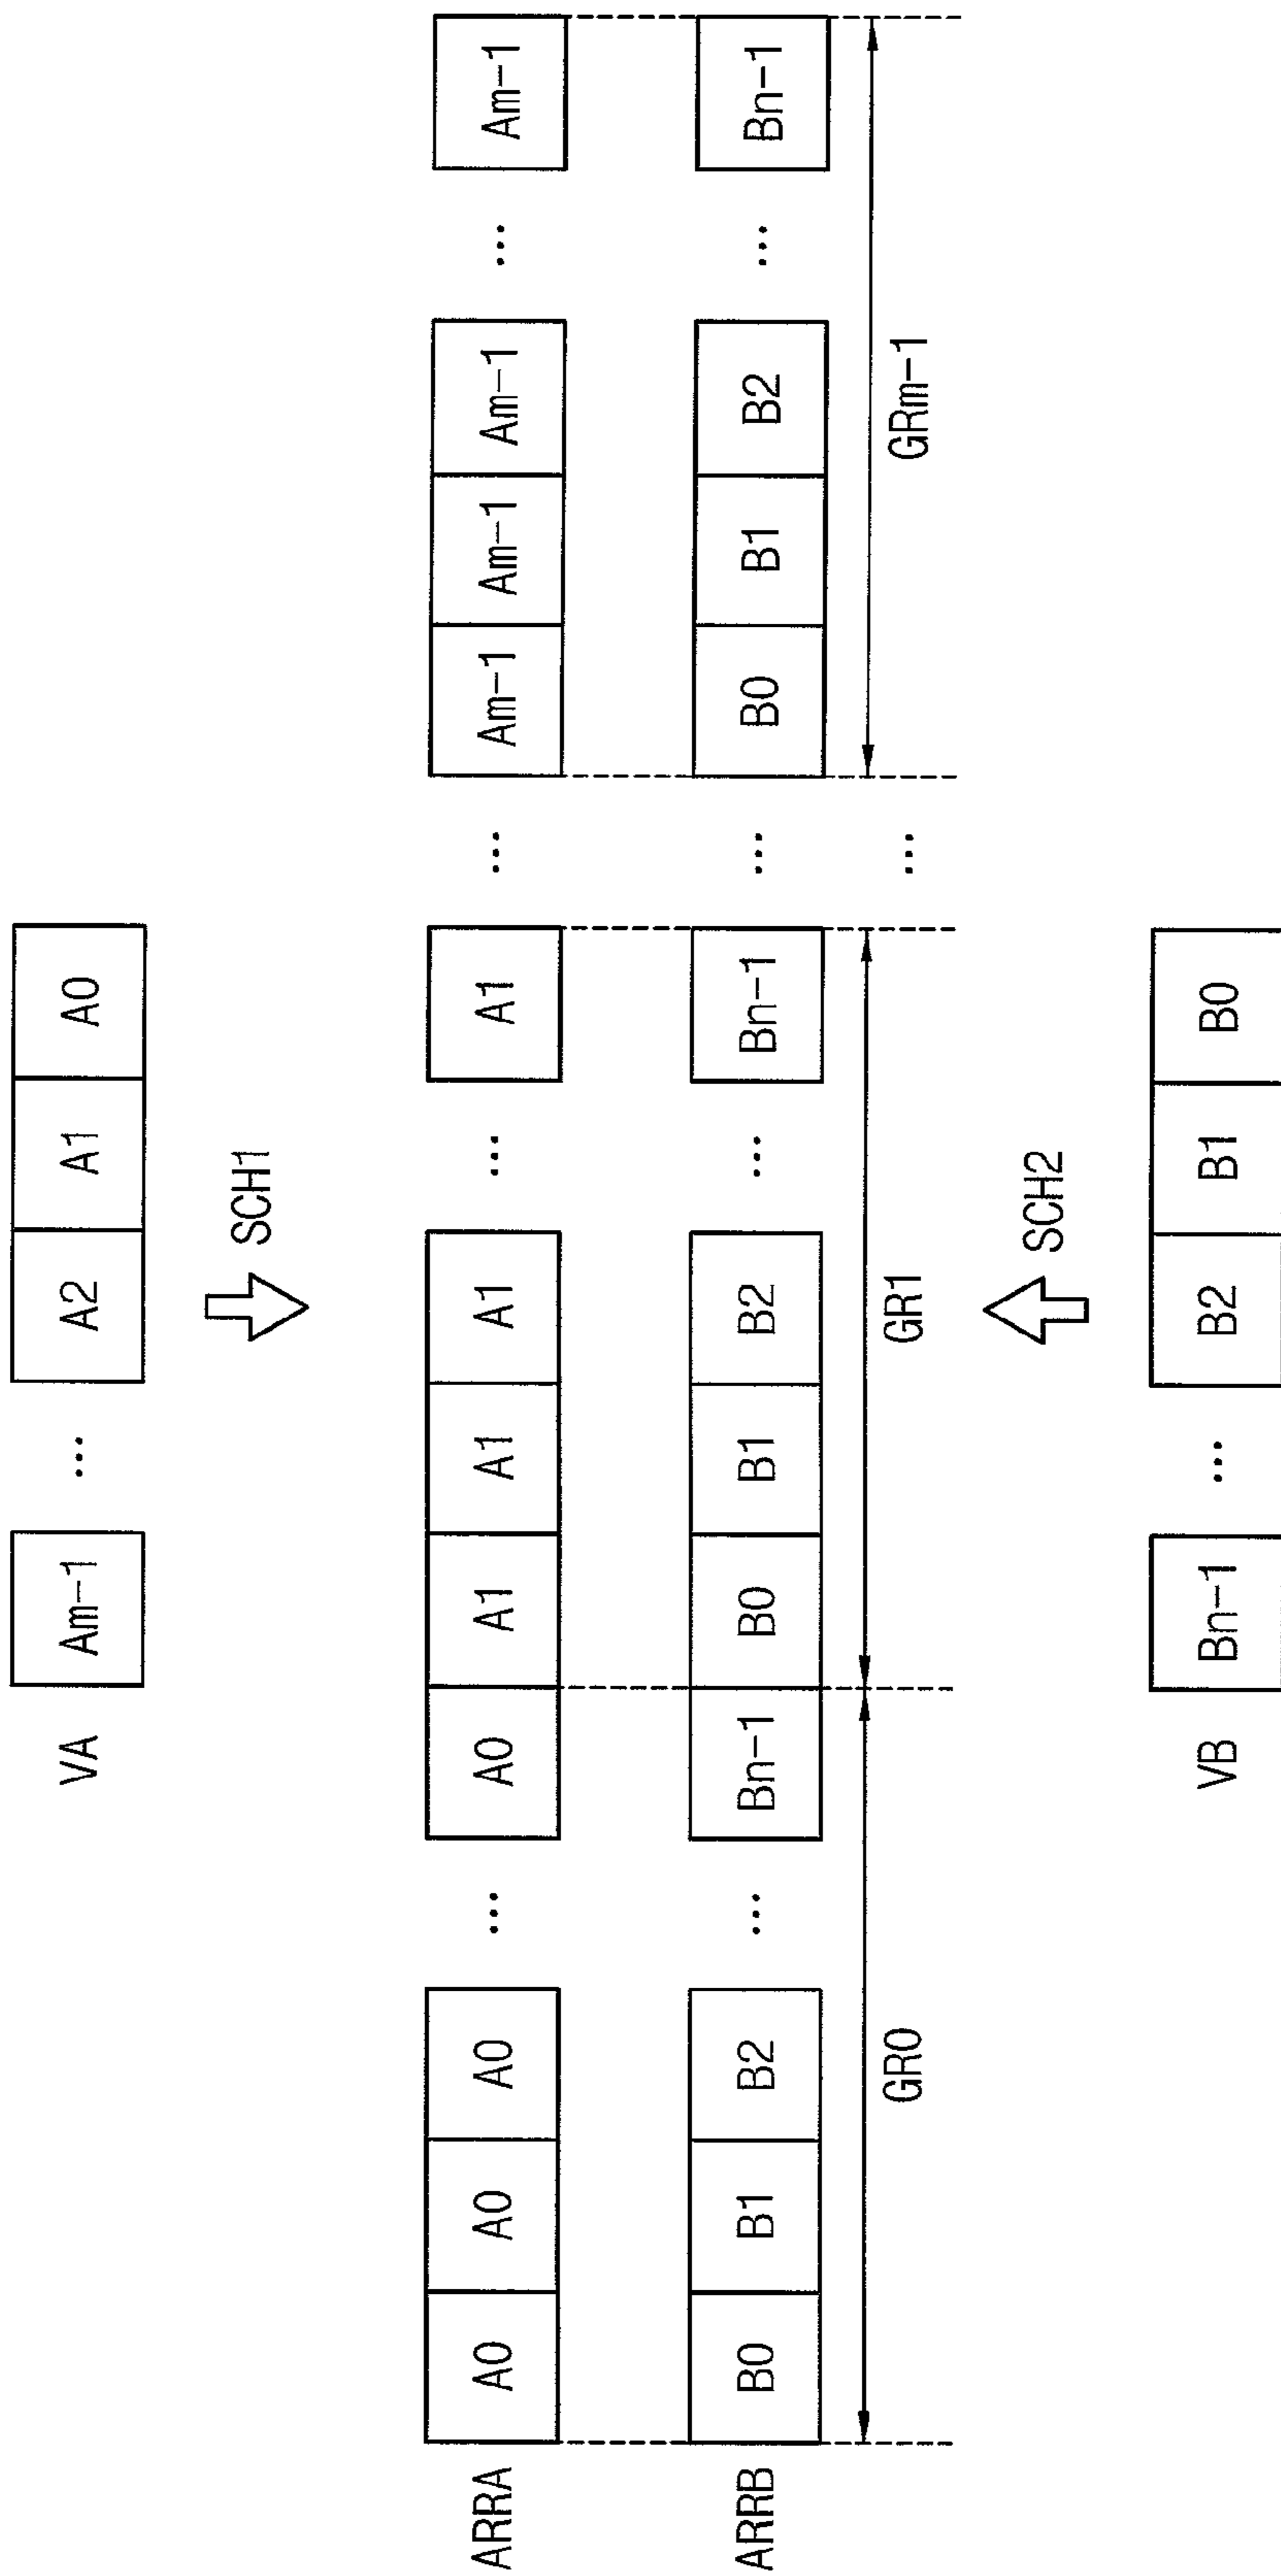 VA Am-1 ... A2 A1 A0
SCH1
ARRA A0 A0 A0 ... A0 A1 A1 A1 ... A1 ... Am-1 Am-1 Am-1 ... Am-1
ARRB B0 B1 B2 ... Bn-1 B0 B1 B2 ... Bn-1 ... B0 B1 B2 ... Bn-1
GR0 GR1 ... GRm-1
SCH2
VB Bn-1 ... B2 B1 B0